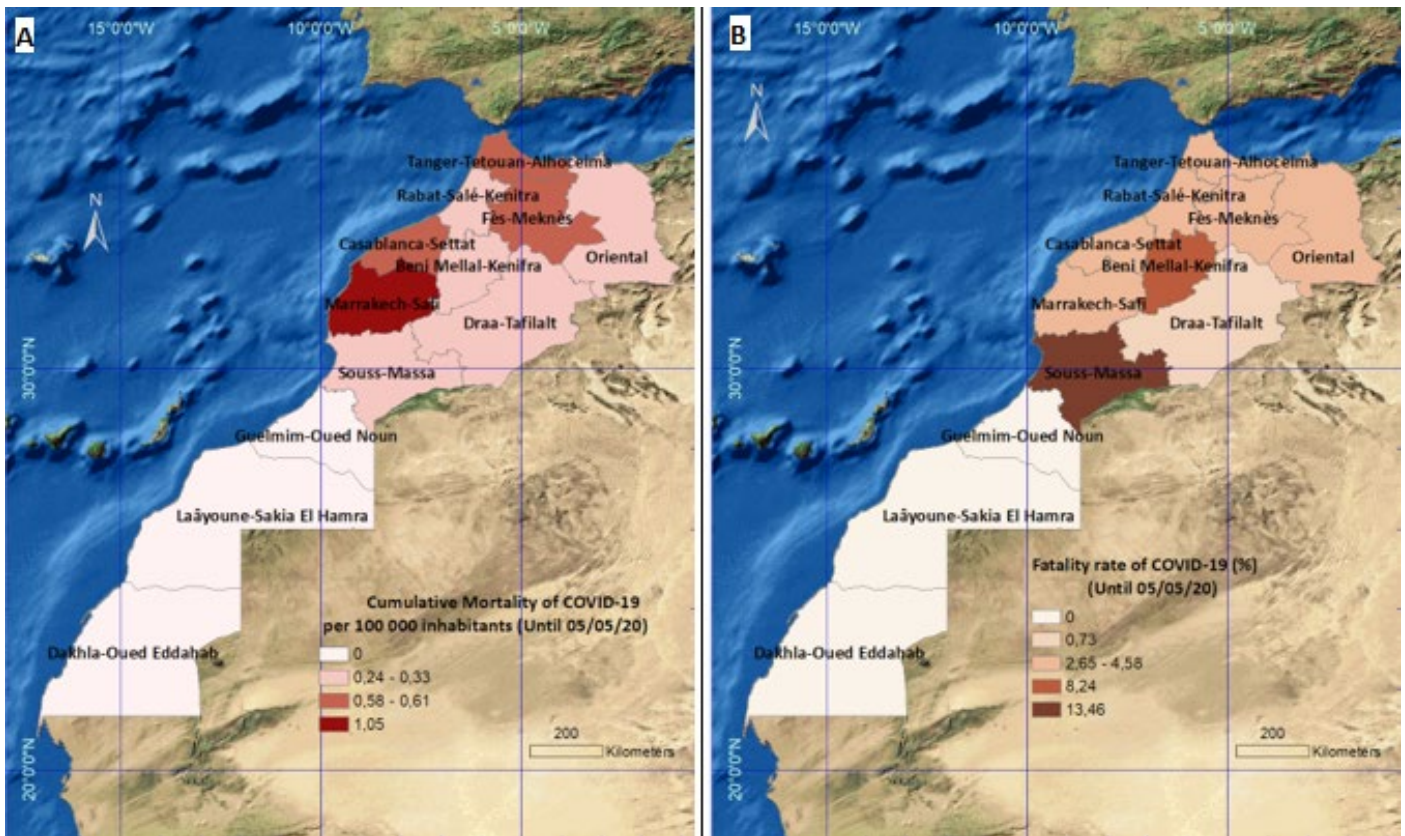 A
15°0'0"W
10°0'0"W
5°0'0"W
N
Tanger-Tetouan-Alhoceima
Rabat-Salé-Kenitra
Fès-Meknès
Casablanca-Settat
Beni Mellal-Kenifra
Oriental
Marrakech-Safi
Draa-Tafilalt
Souss-Massa
30°0'0"N
Guelmim-Oued Noun
Laâyoune-Sakia El Hamra
Dakhla-Oued Eddahab
20°0'0"N
Cumulative Mortality of COVID-19
per 100 000 inhabitants (Until 05/05/20)
0
0,24 - 0,33
0,58 - 0,61
1,05
200
Kilometers
B
15°0'0"W
10°0'0"W
5°0'0"W
N
Tanger-Tetouan-Alhoceima
Rabat-Salé-Kenitra
Fès-Meknès
Casablanca-Settat
Beni Mellal-Kenifra
Oriental
Marrakech-Safi
Draa-Tafilalt
Souss-Massa
30°0'0"N
Guelmim-Oued Noun
Laâyoune-Sakia El Hamra
Dakhla-Oued Eddahab
20°0'0"N
Fatality rate of COVID-19 (%)
(Until 05/05/20)
0
0,73
2,65 - 4,58
8,24
13,46
200
Kilometers